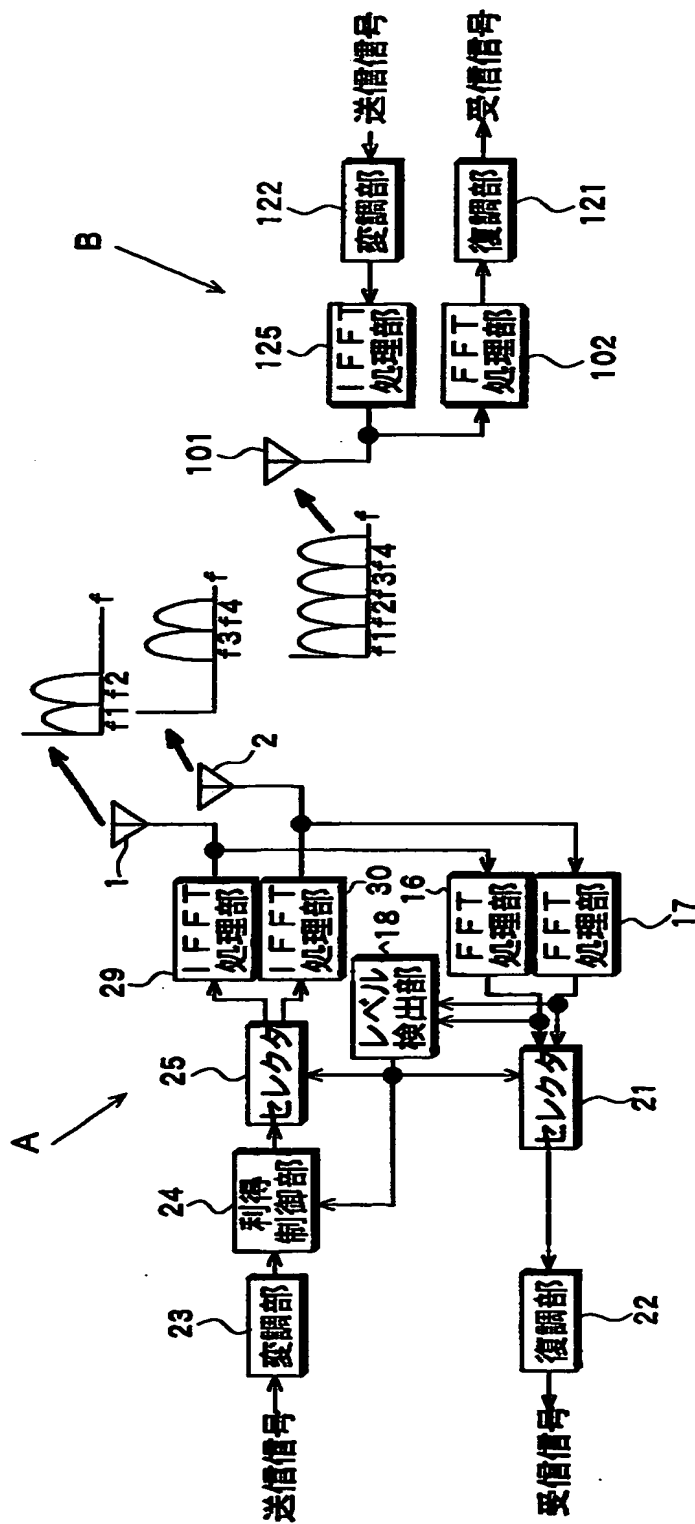 A
送信信号
23
変調部
24
利得
制御部
25
セレクタ
29
IFFT
処理部
30
IFFT
処理部
1
2
f1f2
f
f3f4
f
18
レベル
検出部
16
FFT
処理部
17
FFT
処理部
21
セレクタ
22
復調部
受信信号
B
f1f2f3f4
f
101
125
IFFT
処理部
122
変調部
送信信号
102
FFT
処理部
121
復調部
受信信号